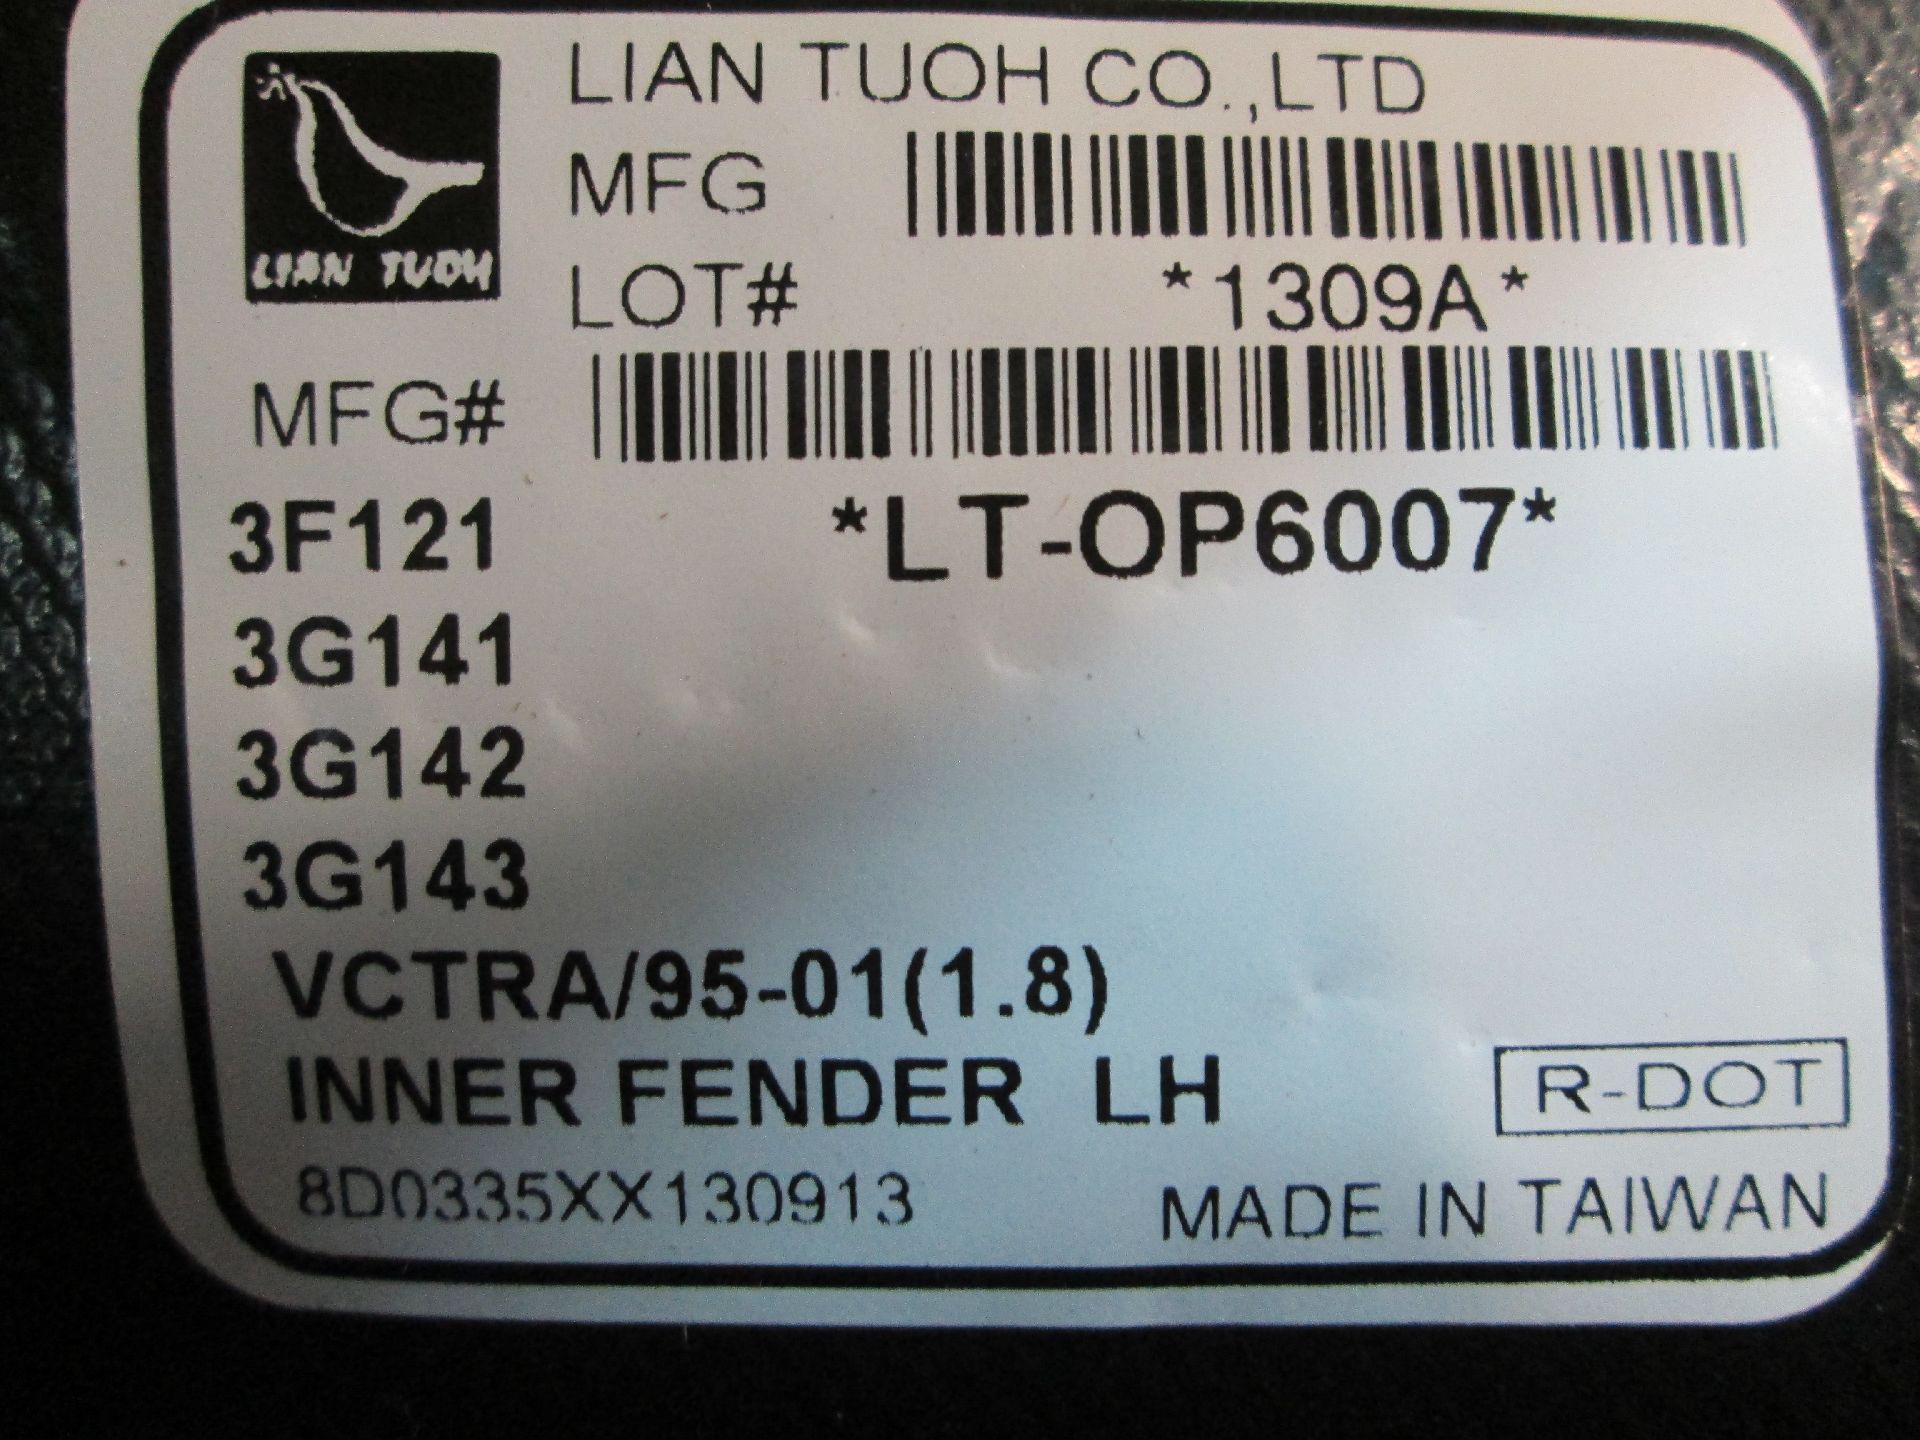 LIAN TUOH CO.,LTD
LIAN TUOH
MFG
LOT#
*1309A*
MFG#
*LT-OP6007*
3F121
3G141
3G142
3G143
VCTRA/95-01(1.8)
INNER FENDER LH
R-DOT
8D0335XX130913
MADE IN TAIWAN